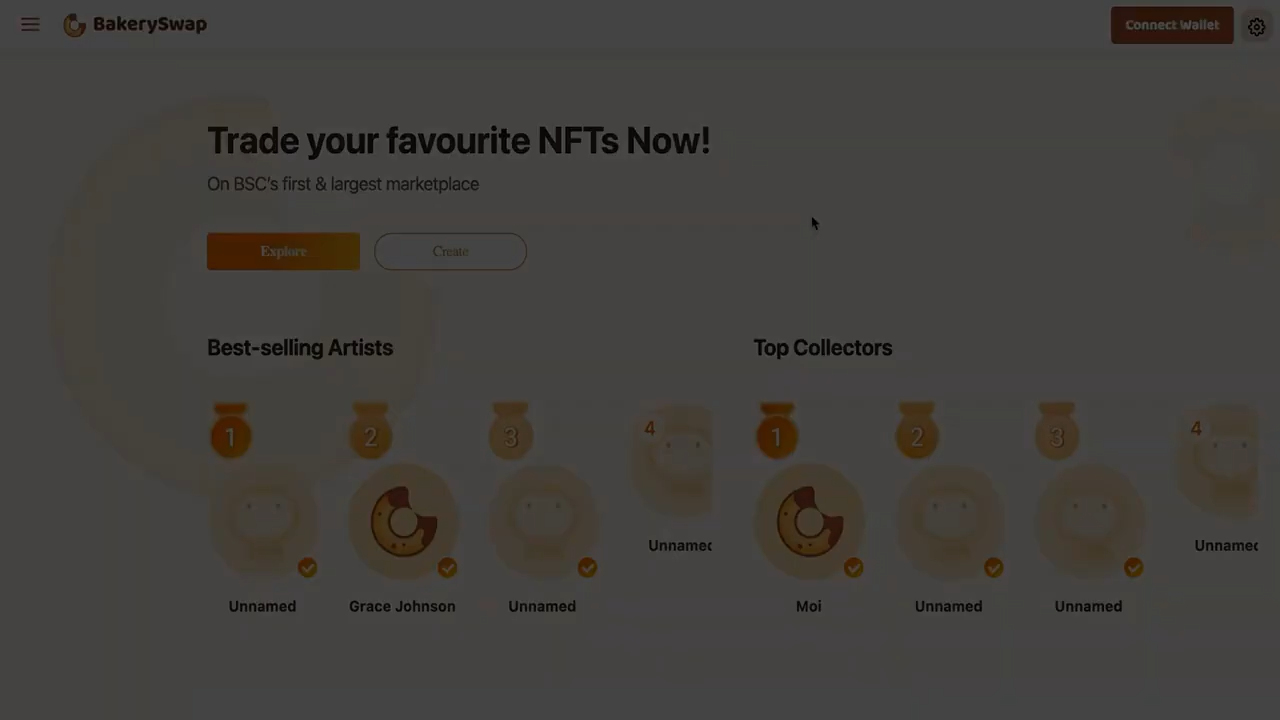 BakerySwap
Connect Wallet
Trade your favourite NFTs Now!
On BSC's first & largest marketplace
Explore
Create
Best-selling Artists
Top Collectors
1
2
3
4
1
2
3
4
Unnamed
Unnamed
Unnamed
Grace Johnson
Unnamed
Moi
Unnamed
Unnamed